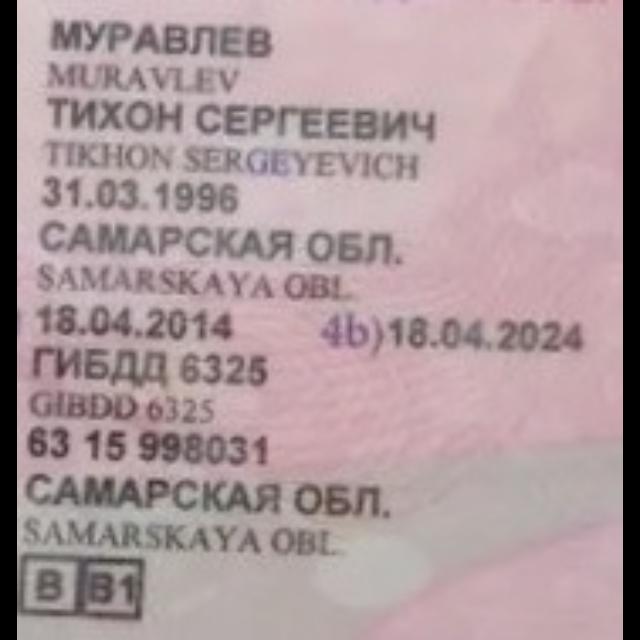 МУРАВЛЕВ
MURAVLEV
ТИХОН СЕРГЕЕВИЧ
TIKHON SERGEYEVICH
31.03.1996
САМАРСКАЯ ОБЛ.
SAMARSKAYA OBL.
18.04.2014 4b) 18.04.2024
ГИБДД 6325
GIBDD 6325
63 15 998031
САМАРСКАЯ ОБЛ.
SAMARSKAYA OBL.
B B1